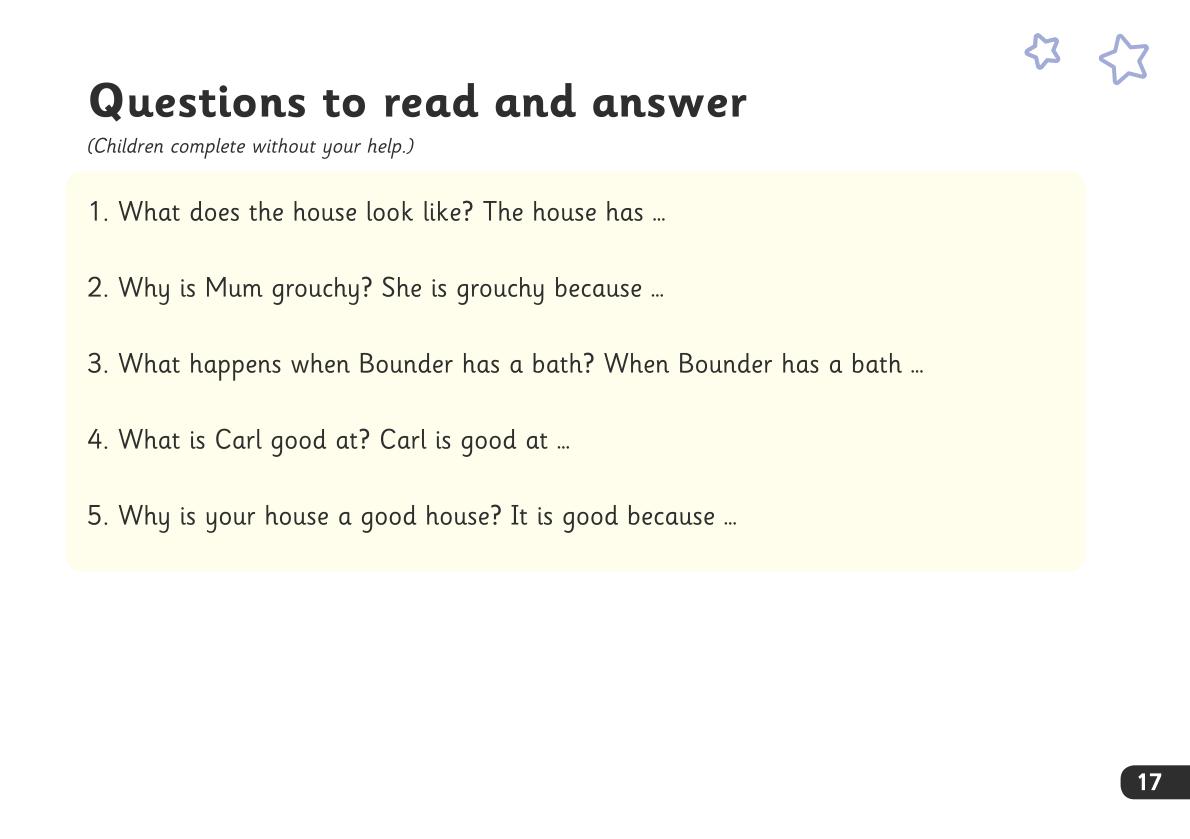 Questions to read and answer
(Children complete without your help.)
1. What does the house look like? The house has ...
2. Why is Mum grouchy? She is grouchy because ...
3. What happens when Bounder has a bath? When Bounder has a bath ...
4. What is Carl good at? Carl is good at ...
5. Why is your house a good house? It is good because ...
17